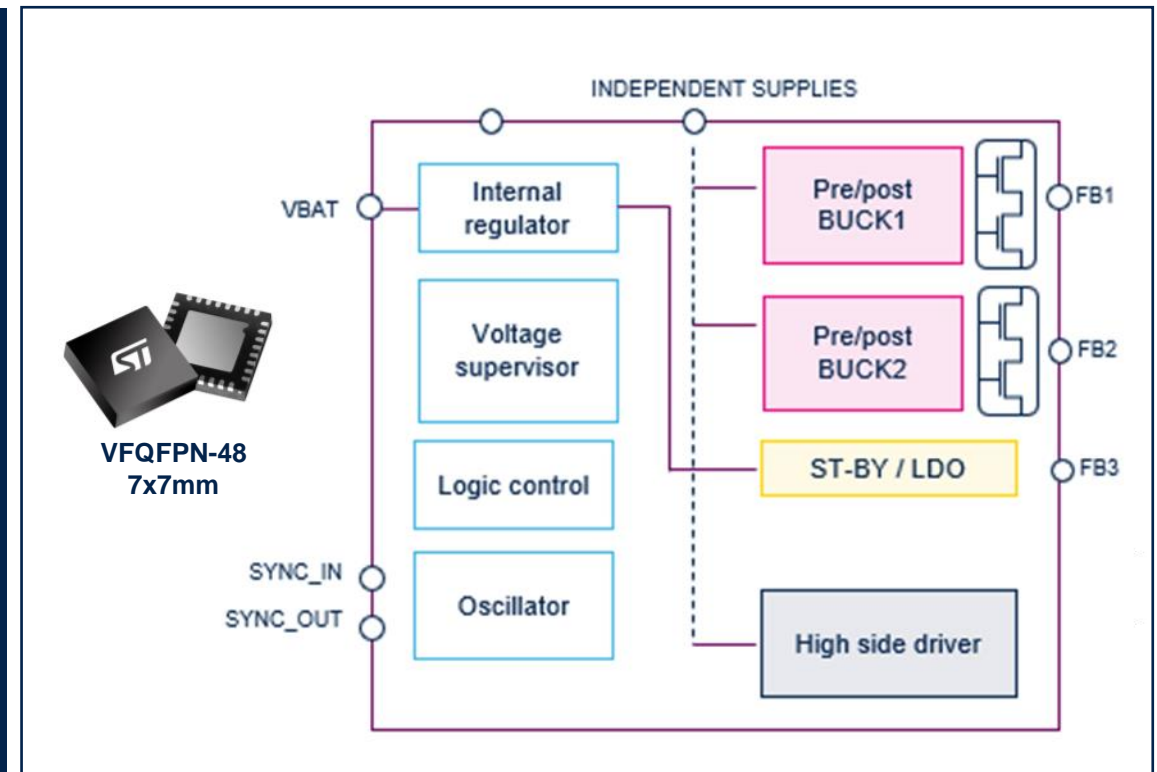 INDEPENDENT SUPPLIES
VBAT
Internal
regulator
Pre/post
BUCK1
FB1
Voltage
supervisor
Pre/post
BUCK2
FB2
ST
VFQFPN-48
7x7mm
Logic control
ST-BY / LDO
FB3
SYNC_IN
SYNC_OUT
Oscillator
High side driver